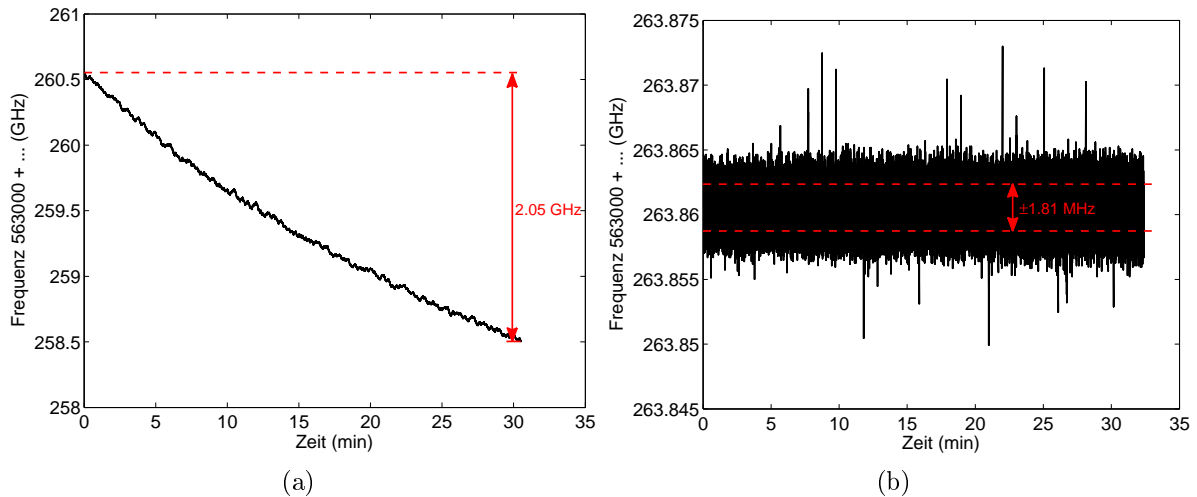 261
260.5
260
259.5
259
258.5
258
0 5 10 15 20 25 30 35
Zeit (min)
Frequenz 563000 + ... (GHz)
2.05 GHz
(a)
263.875
263.87
263.865
263.86
263.855
263.85
263.845
0 5 10 15 20 25 30 35
Zeit (min)
Frequenz 563000 + ... (GHz)
±1.81 MHz
(b)